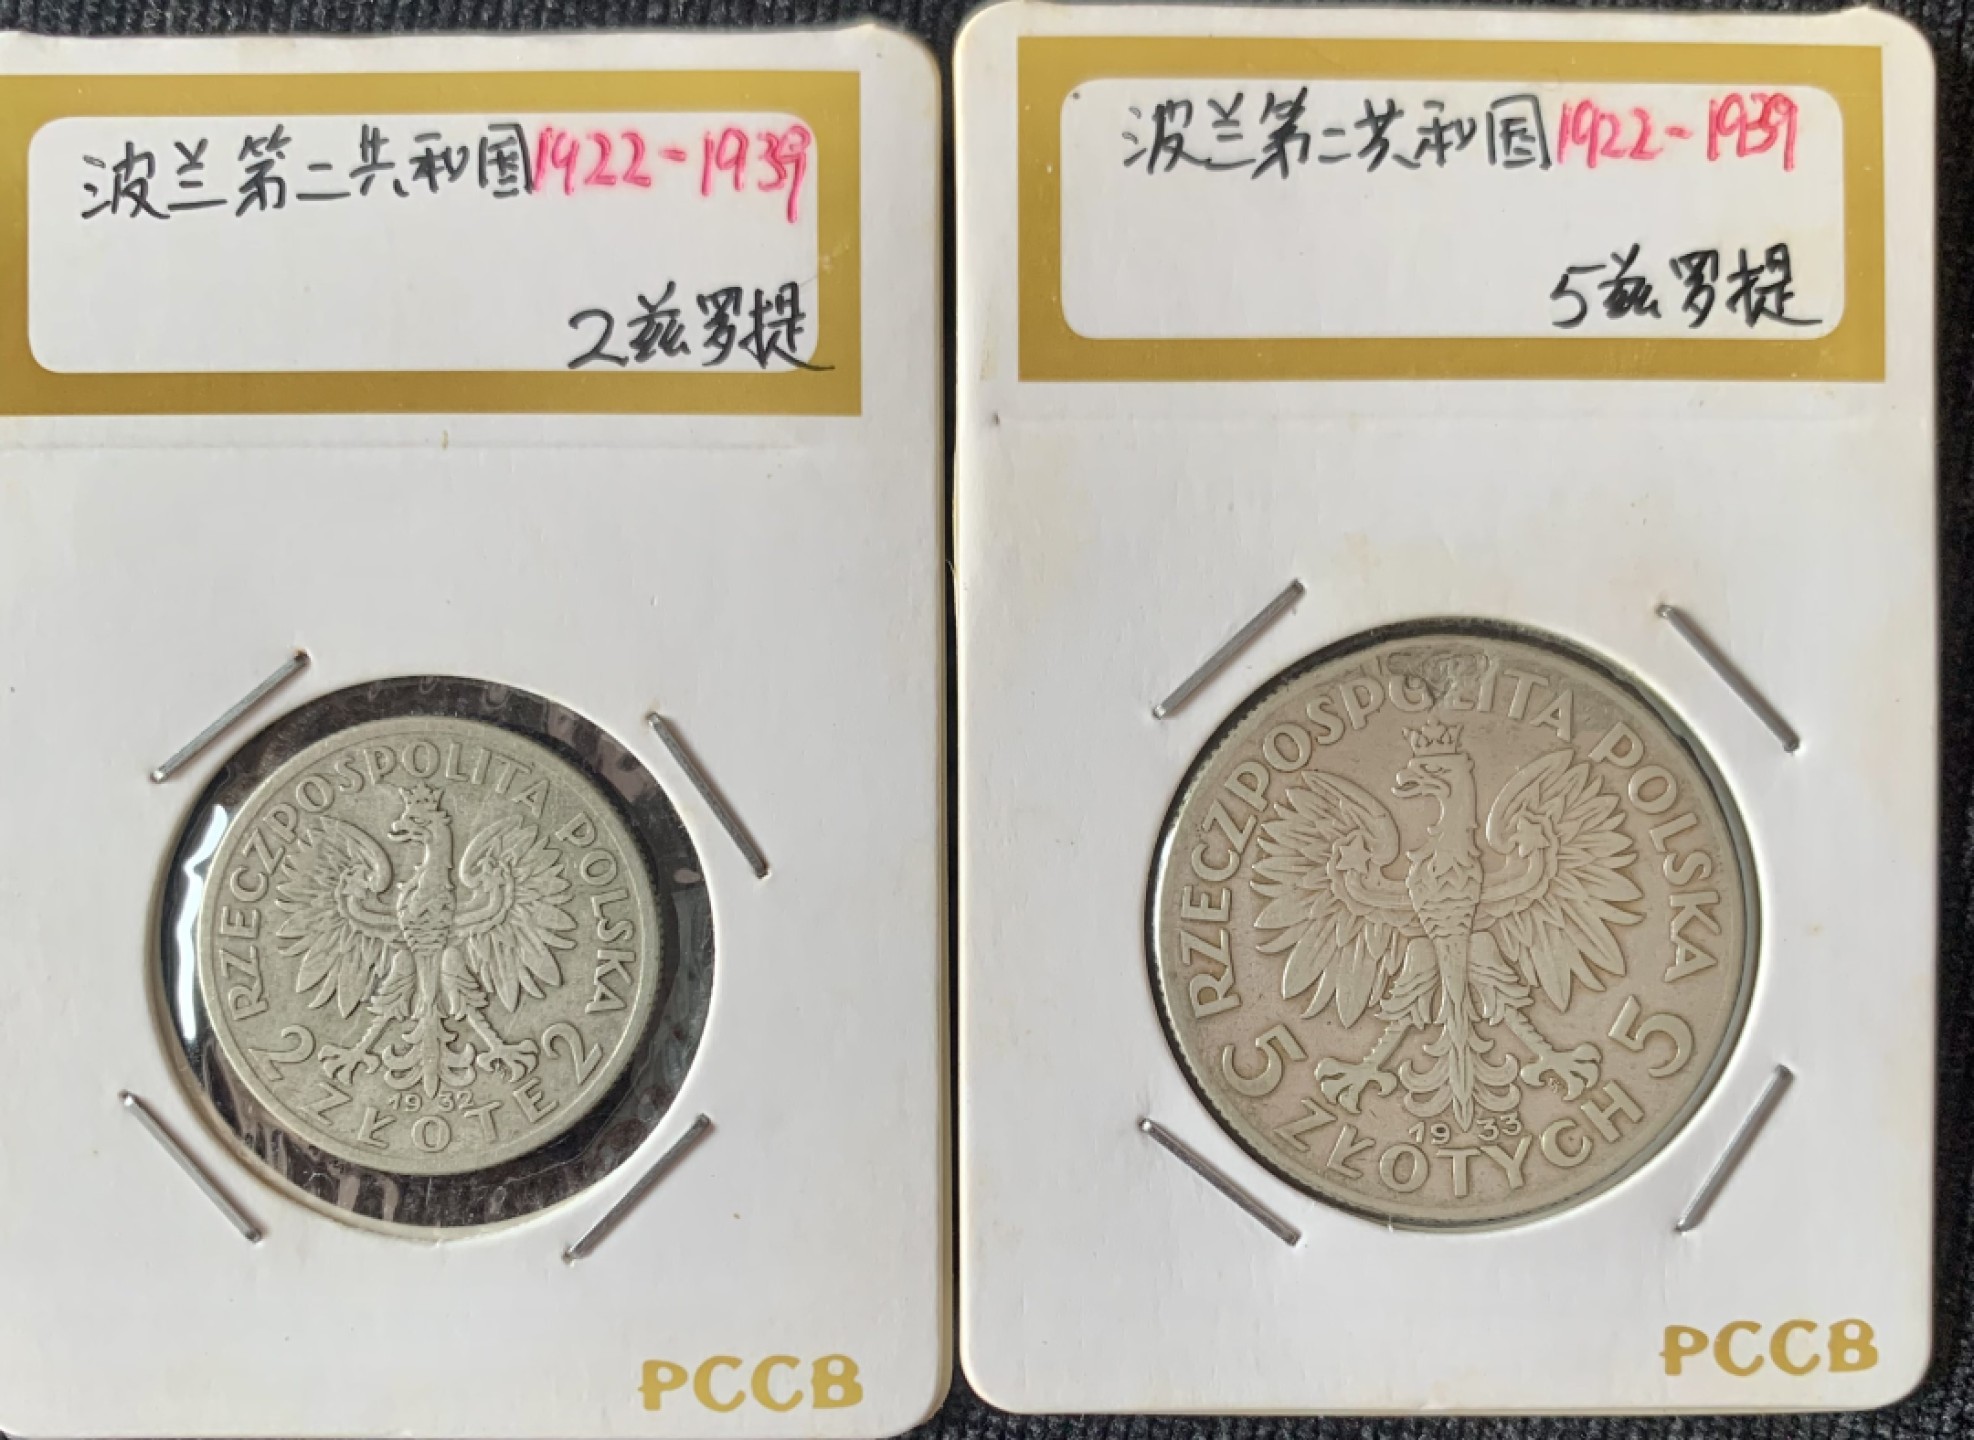 波兰第二共和国1922-1939
2兹罗提
RZECZPOSPOLITA POLSKA
2 ZŁOTE 2
1932
PCCB
波兰第二共和国1922-1939
5兹罗提
RZECZPOSPOLITA POLSKA
5 ZŁOTYCH 5
1933
PCCB